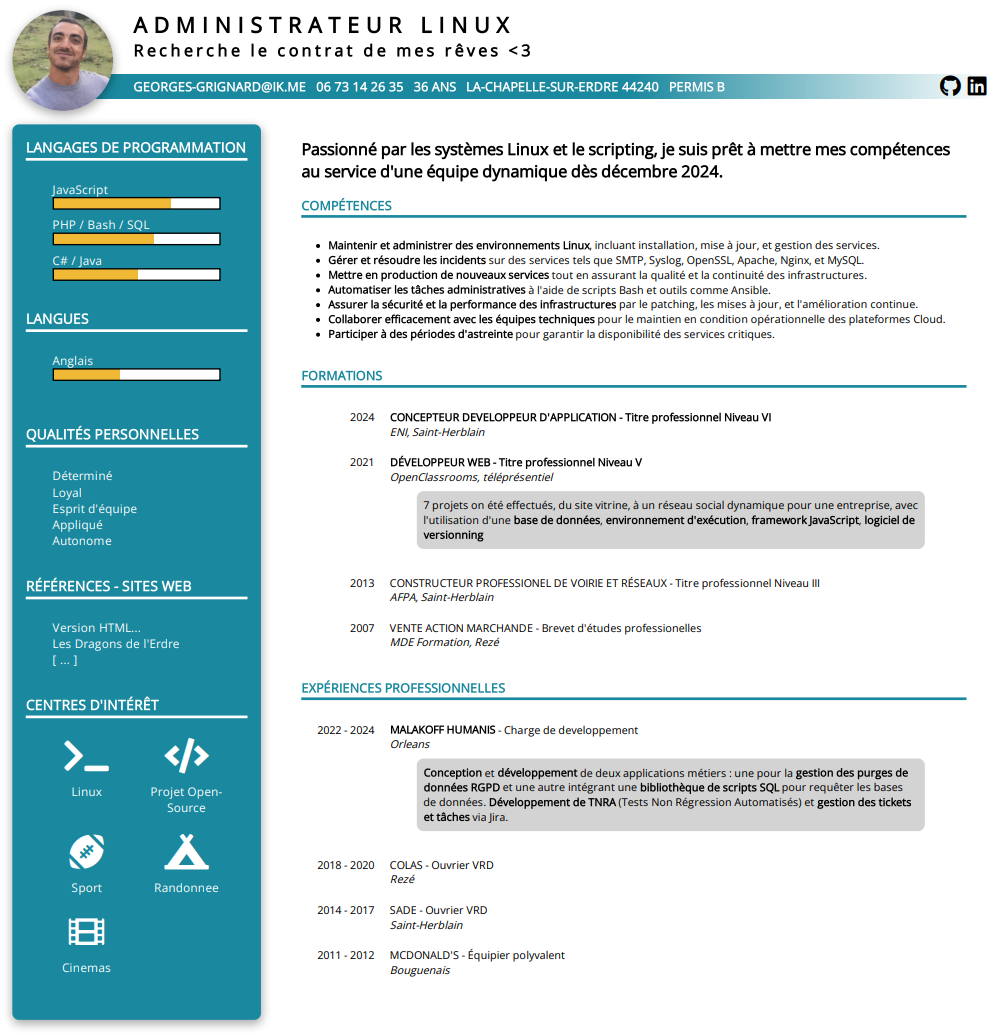 ADMINISTRATEUR LINUX
Recherche le contrat de mes rêves <3
GEORGES-GRIGNARD@IK.ME 06 73 14 26 35 36 ANS LA-CHAPELLE-SUR-ERDRE 44240 PERMIS B
LANGAGES DE PROGRAMMATION
JavaScript
PHP / Bash / SQL
C# / Java
LANGUES
Anglais
QUALITÉS PERSONNELLES
Déterminé
Loyal
Esprit d'équipe
Appliqué
Autonome
RÉFÉRENCES - SITES WEB
Version HTML...
Les Dragons de l'Erdre
[ ... ]
CENTRES D'INTÉRÊT
Linux
Projet Open-
Source
Sport
Randonnee
Cinemas
Passionné par les systèmes Linux et le scripting, je suis prêt à mettre mes compétences
au service d'une équipe dynamique dès décembre 2024.
COMPÉTENCES
• Maintenir et administrer des environnements Linux, incluant installation, mise à jour, et gestion des services.
• Gérer et résoudre les incidents sur des services tels que SMTP, Syslog, OpenSSL, Apache, Nginx, et MySQL.
• Mettre en production de nouveaux services tout en assurant la qualité et la continuité des infrastructures.
• Automatiser les tâches administratives à l'aide de scripts Bash et outils comme Ansible.
• Assurer la sécurité et la performance des infrastructures par le patching, les mises à jour, et l'amélioration continue.
• Collaborer efficacement avec les équipes techniques pour le maintien en condition opérationnelle des plateformes Cloud.
• Participer à des périodes d'astreinte pour garantir la disponibilité des services critiques.
FORMATIONS
2024 CONCEPTEUR DEVELOPPEUR D'APPLICATION - Titre professionnel Niveau VI
ENI, Saint-Herblain
2021 DÉVELOPPEUR WEB - Titre professionnel Niveau V
OpenClassrooms, téléprésentiel
7 projets on été effectués, du site vitrine, à un réseau social dynamique pour une entreprise, avec
l'utilisation d'une base de données, environnement d'exécution, framework JavaScript, logiciel de
versionning
2013 CONSTRUCTEUR PROFESSIONEL DE VOIRIE ET RÉSEAUX - Titre professionnel Niveau III
AFPA, Saint-Herblain
2007 VENTE ACTION MARCHANDE - Brevet d'études professionelles
MDE Formation, Rezé
EXPÉRIENCES PROFESSIONNELLES
2022 - 2024 MALAKOFF HUMANIS - Charge de developpement
Orleans
Conception et développement de deux applications métiers : une pour la gestion des purges de
données RGPD et une autre intégrant une bibliothèque de scripts SQL pour requêter les bases
de données. Développement de TNRA (Tests Non Régression Automatisés) et gestion des tickets
et tâches via Jira.
2018 - 2020 COLAS - Ouvrier VRD
Rezé
2014 - 2017 SADE - Ouvrier VRD
Saint-Herblain
2011 - 2012 MCDONALD'S - Équipier polyvalent
Bouguenais